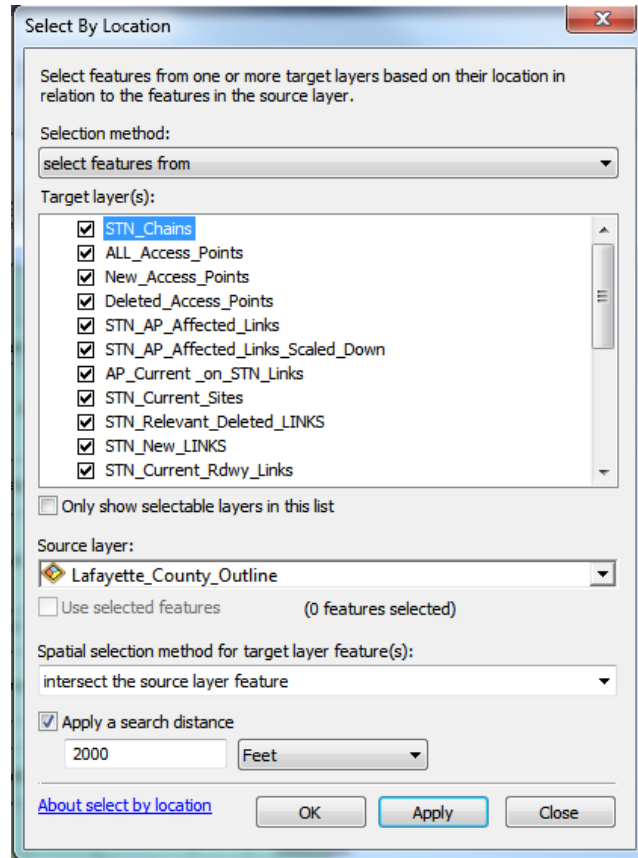 Select By Location
Select features from one or more target layers based on their location in
relation to the features in the source layer.
Selection method:
select features from
Target layer(s):
STN_Chains
ALL_Access_Points
New_Access_Points
Deleted_Access_Points
STN_AP_Affected_Links
STN_AP_Affected_Links_Scaled_Down
AP_Current _on_STN_Links
STN_Current_Sites
STN_Relevant_Deleted_LINKS
STN_New_LINKS
STN_Current_Rdwy_Links
Only show selectable layers in this list
Source layer:
Lafayette_County_Outline
Use selected features (0 features selected)
Spatial selection method for target layer feature(s):
intersect the source layer feature
Apply a search distance
2000 Feet
About select by location OK Apply Close